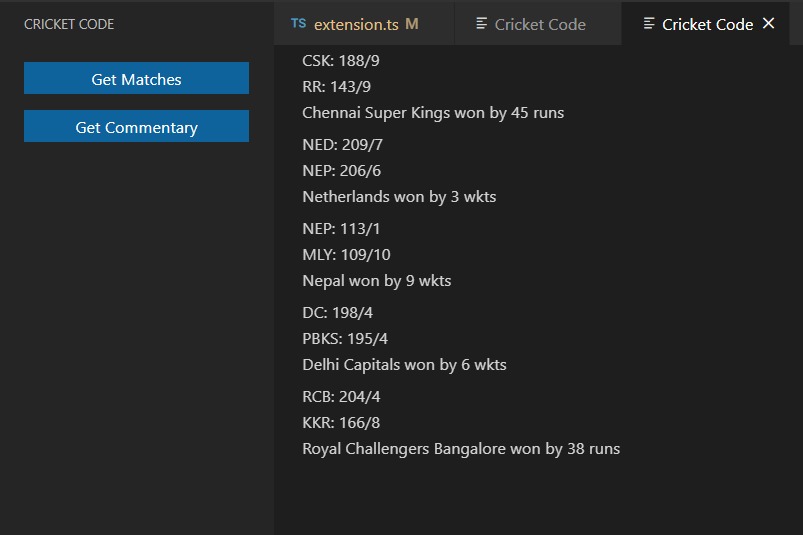 CRICKET CODE
Get Matches
Get Commentary
TS extension.ts M
Cricket Code
Cricket Code
CSK: 188/9
RR: 143/9
Chennai Super Kings won by 45 runs
NED: 209/7
NEP: 206/6
Netherlands won by 3 wkts
NEP: 113/1
MLY: 109/10
Nepal won by 9 wkts
DC: 198/4
PBKS: 195/4
Delhi Capitals won by 6 wkts
RCB: 204/4
KKR: 166/8
Royal Challengers Bangalore won by 38 runs